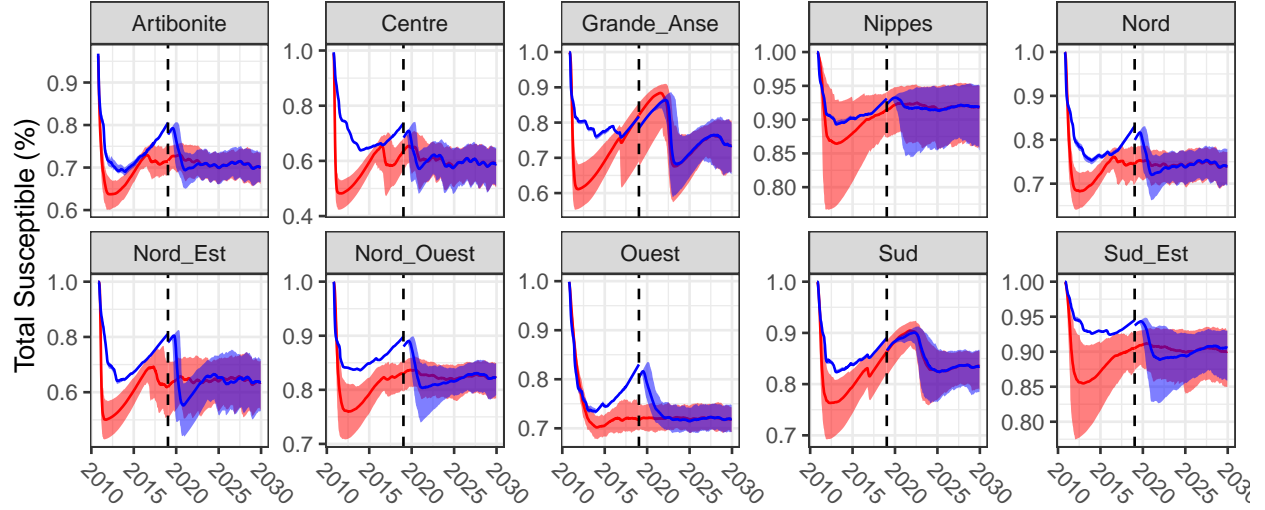 Total Susceptible (%)
Artibonite Centre Grande_Anse Nippes Nord
0.9 0.8 0.7 0.6
1.0 0.8 0.6 0.4
1.0 0.9 0.8 0.7 0.6
1.00 0.95 0.90 0.85 0.80
1.0 0.9 0.8 0.7
Nord_Est Nord_Ouest Ouest Sud Sud_Est
1.0 0.8 0.6
1.0 0.9 0.8 0.7
1.0 0.9 0.8 0.7
1.0 0.9 0.8 0.7
1.00 0.95 0.90 0.85 0.80
2010 2015 2020 2025 2030
2010 2015 2020 2025 2030
2010 2015 2020 2025 2030
2010 2015 2020 2025 2030
2010 2015 2020 2025 2030